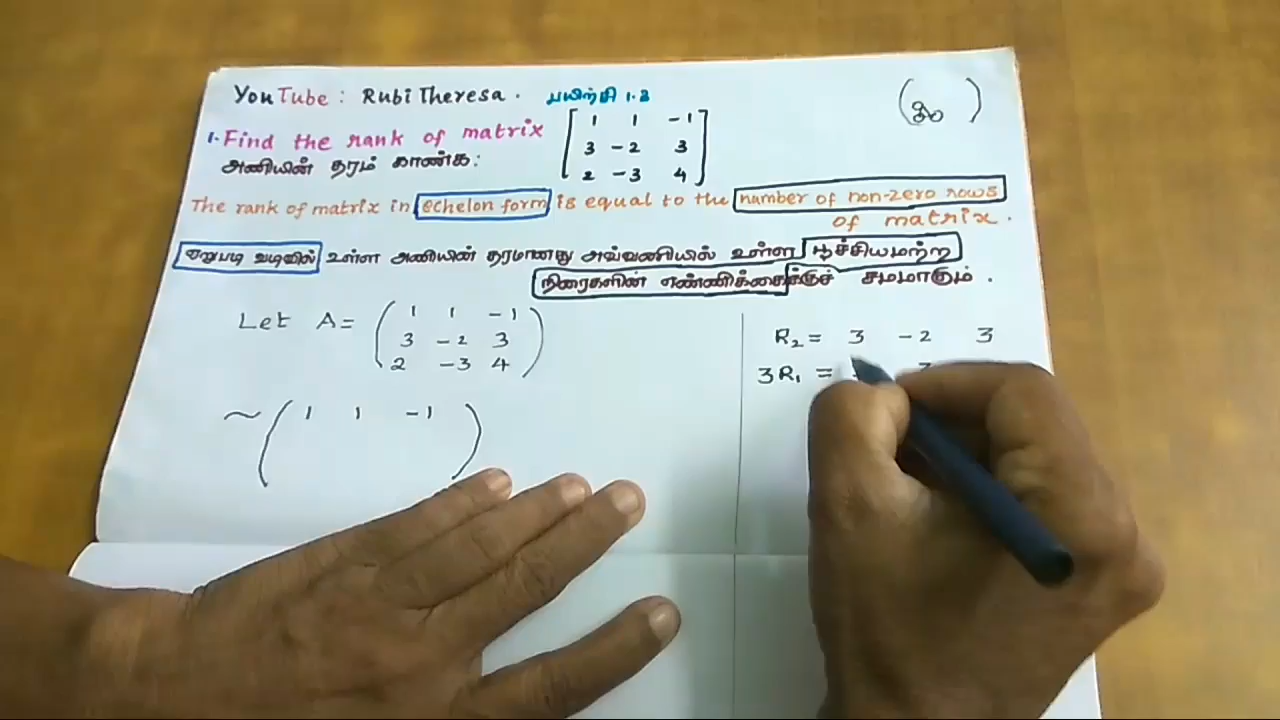 YouTube : Rubi Theresa . பயிற்சி 1.3
1. Find the rank of matrix
அணியின் தரம் காண்க:
1 1 -1
3 -2 3
2 -3 4
The rank of matrix in echelon form is equal to the number of non-zero rows
of matrix .
ஏறுபடி வடிவில் உள்ள அணியின் தரமானது அவ்வணியில் உள்ள பூச்சியமற்ற
நிரைகளின் எண்ணிக்கைக்குச் சமமாகும் .
Let A= ( 1 1 -1
3 -2 3
2 -3 4 )
~ ( 1 1 -1 )
R₂ = 3 -2 3
3R₁ =